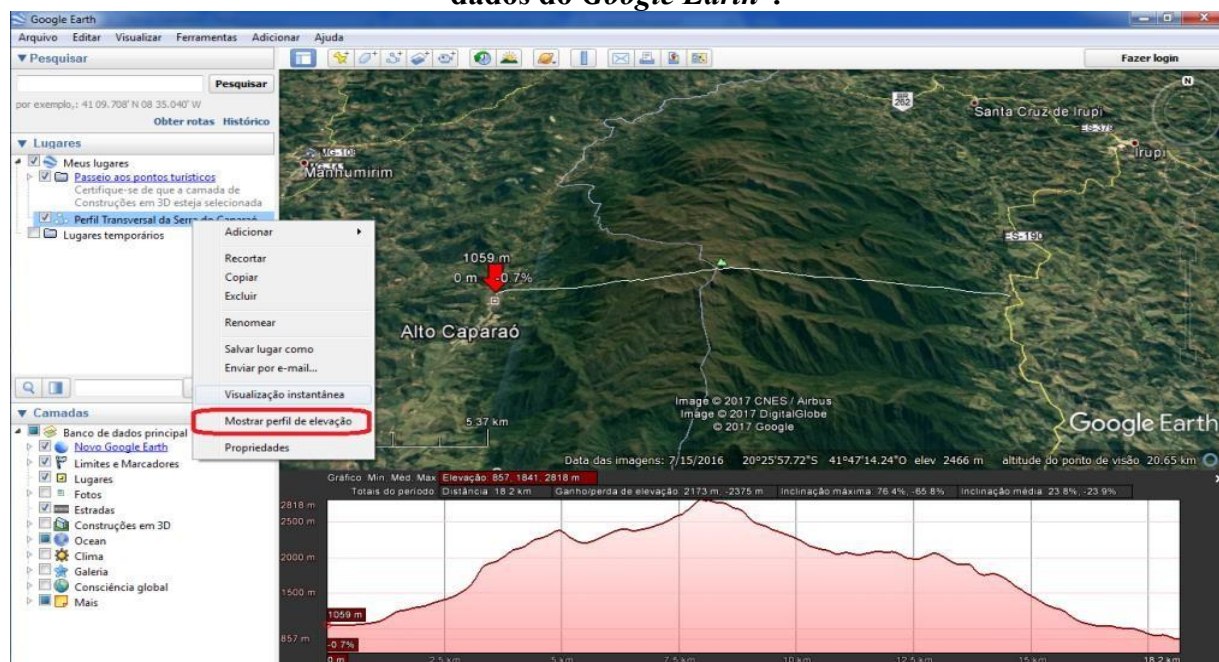 dados do Google Earth".
Google Earth
Arquivo Editar Visualizar Ferramentas Adicionar Ajuda
▼ Pesquisar
Fazer login
Pesquisar
por exemplo,: 41 09.708' N 08 35.040' W
Obter rotas Histórico
▼ Lugares
Meus lugares
Passeio aos pontos turísticos
Certifique-se de que a camada de
Construções em 3D esteja selecionada
Perfil Transversal da Serra do Caparaó
Lugares temporários
Adicionar
Recortar
Copiar
Excluir
Renomear
Salvar lugar como
Enviar por e-mail...
Visualização instantânea
Mostrar perfil de elevação
Propriedades
▼ Camadas
Banco de dados principal
Novo Google Earth
Limites e Marcadores
Lugares
Fotos
Estradas
Construções em 3D
Ocean
Clima
Galeria
Consciência global
Mais
N
BR
262
Santa Cruz de Irupi
ES-379
Irupi
MG-108
Manhumirim
ES-190
1059 m
0 m -0.7%
Alto Caparaó
5.37 km
Image © 2017 CNES / Airbus
Image © 2017 DigitalGlobe
© 2017 Google
Google Earth
Data das imagens: 7/15/2016 20°25'57.72"S 41°47'14.24"O elev 2466 m altitude do ponto de visão 20.65 km
Gráfico: Min, Méd, Max Elevação: 857, 1841, 2818 m
Totais do período: Distância: 18.2 km Ganho/perda de elevação: 2173 m, -2375 m Inclinação máxima: 76.4%, -65.8% Inclinação média: 23.8%, -23.9%
2818 m
2500 m
2000 m
1500 m
1059 m
857 m
-0.7%
0 m 2.5 km 5 km 7.5 km 10 km 12.5 km 15 km 18.2 km